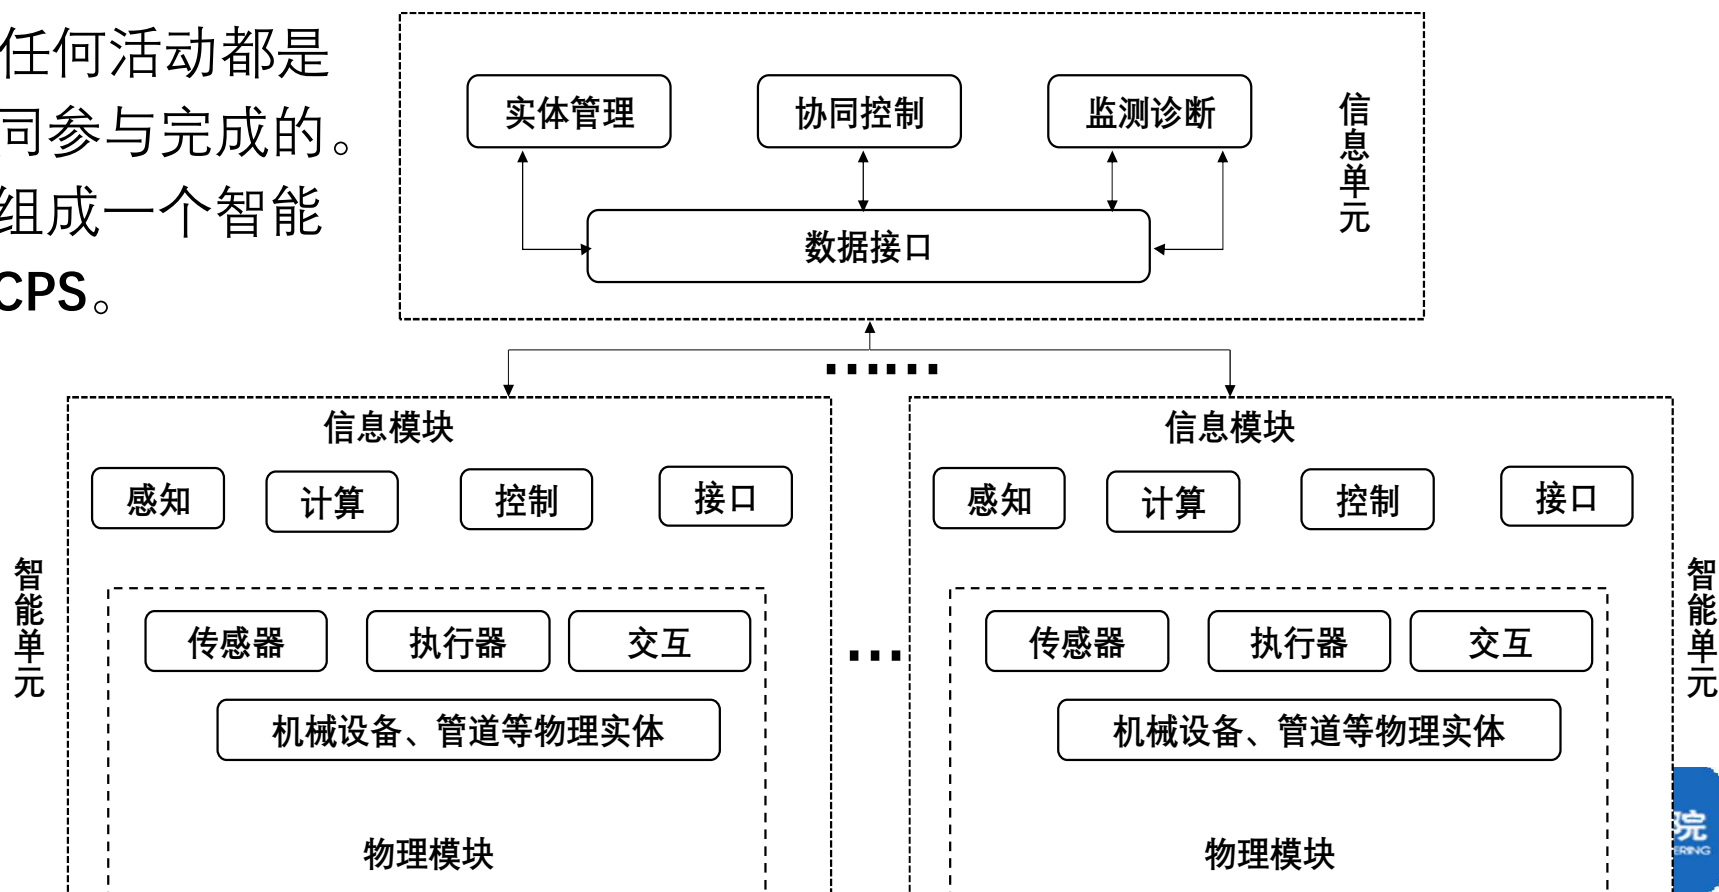 任何活动都是
同参与完成的。
组成一个智能
CPS。
实体管理
协同控制
监测诊断
信息单元
数据接口
……
信息模块
信息模块
感知
计算
控制
接口
感知
计算
控制
接口
智能单元
智能单元
传感器
执行器
交互
...
传感器
执行器
交互
机械设备、管道等物理实体
机械设备、管道等物理实体
物理模块
物理模块
院
ERING